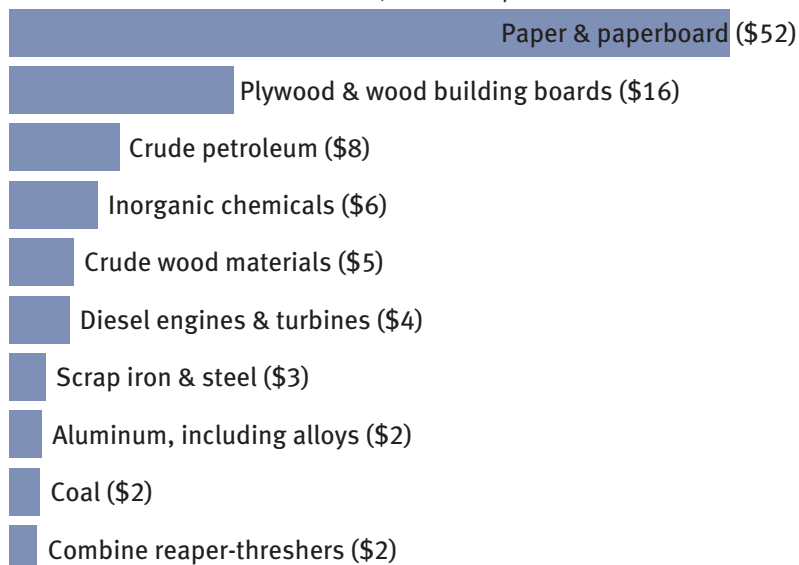 Paper & paperboard ($52)
Plywood & wood building boards ($16)
Crude petroleum ($8)
Inorganic chemicals ($6)
Crude wood materials ($5)
Diesel engines & turbines ($4)
Scrap iron & steel ($3)
Aluminum, including alloys ($2)
Coal ($2)
Combine reaper-threshers ($2)